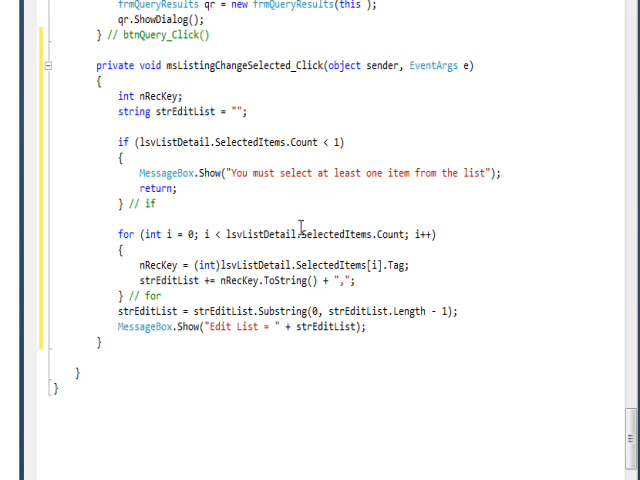 frmQueryResults qr = new frmQueryResults(this );
qr.ShowDialog();
} // btnQuery_Click()
private void msListingChangeSelected_Click(object sender, EventArgs e)
{
int nRecKey;
string strEditList = "";
if (lsvListDetail.SelectedItems.Count < 1)
{
MessageBox.Show("You must select at least one item from the list");
return;
} // if
for (int i = 0; i < lsvListDetail.SelectedItems.Count; i++)
{
nRecKey = (int)lsvListDetail.SelectedItems[i].Tag;
strEditList += nRecKey.ToString() + ",";
} // for
strEditList = strEditList.Substring(0, strEditList.Length - 1);
MessageBox.Show("Edit List = " + strEditList);
}
}
}